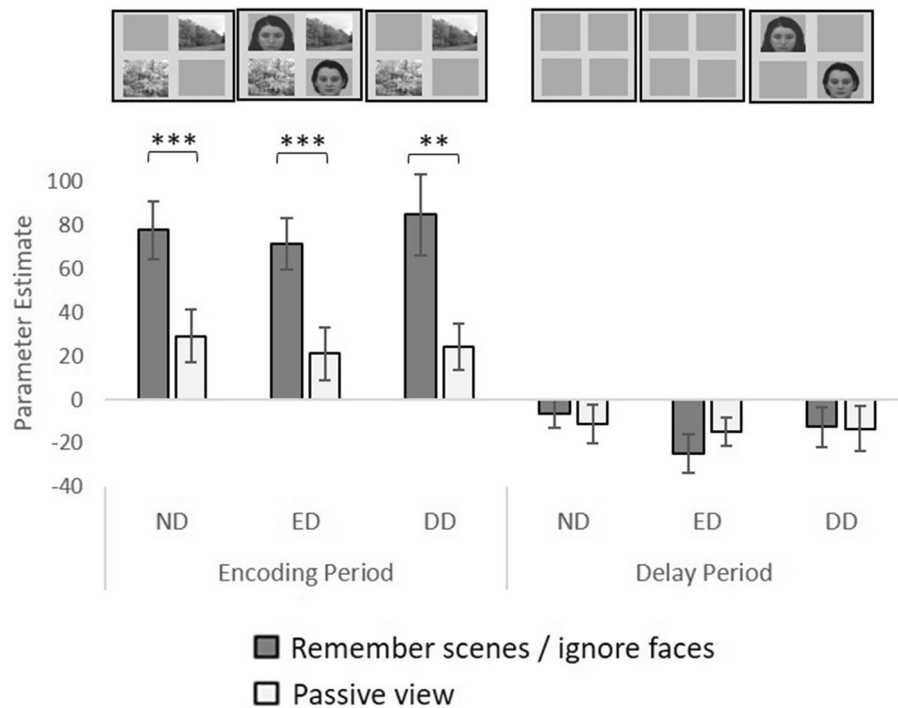 *** *** **
Parameter Estimate
100
80
60
40
20
0
-20
-40
ND ED DD ND ED DD
Encoding Period Delay Period
Remember scenes / ignore faces
Passive view